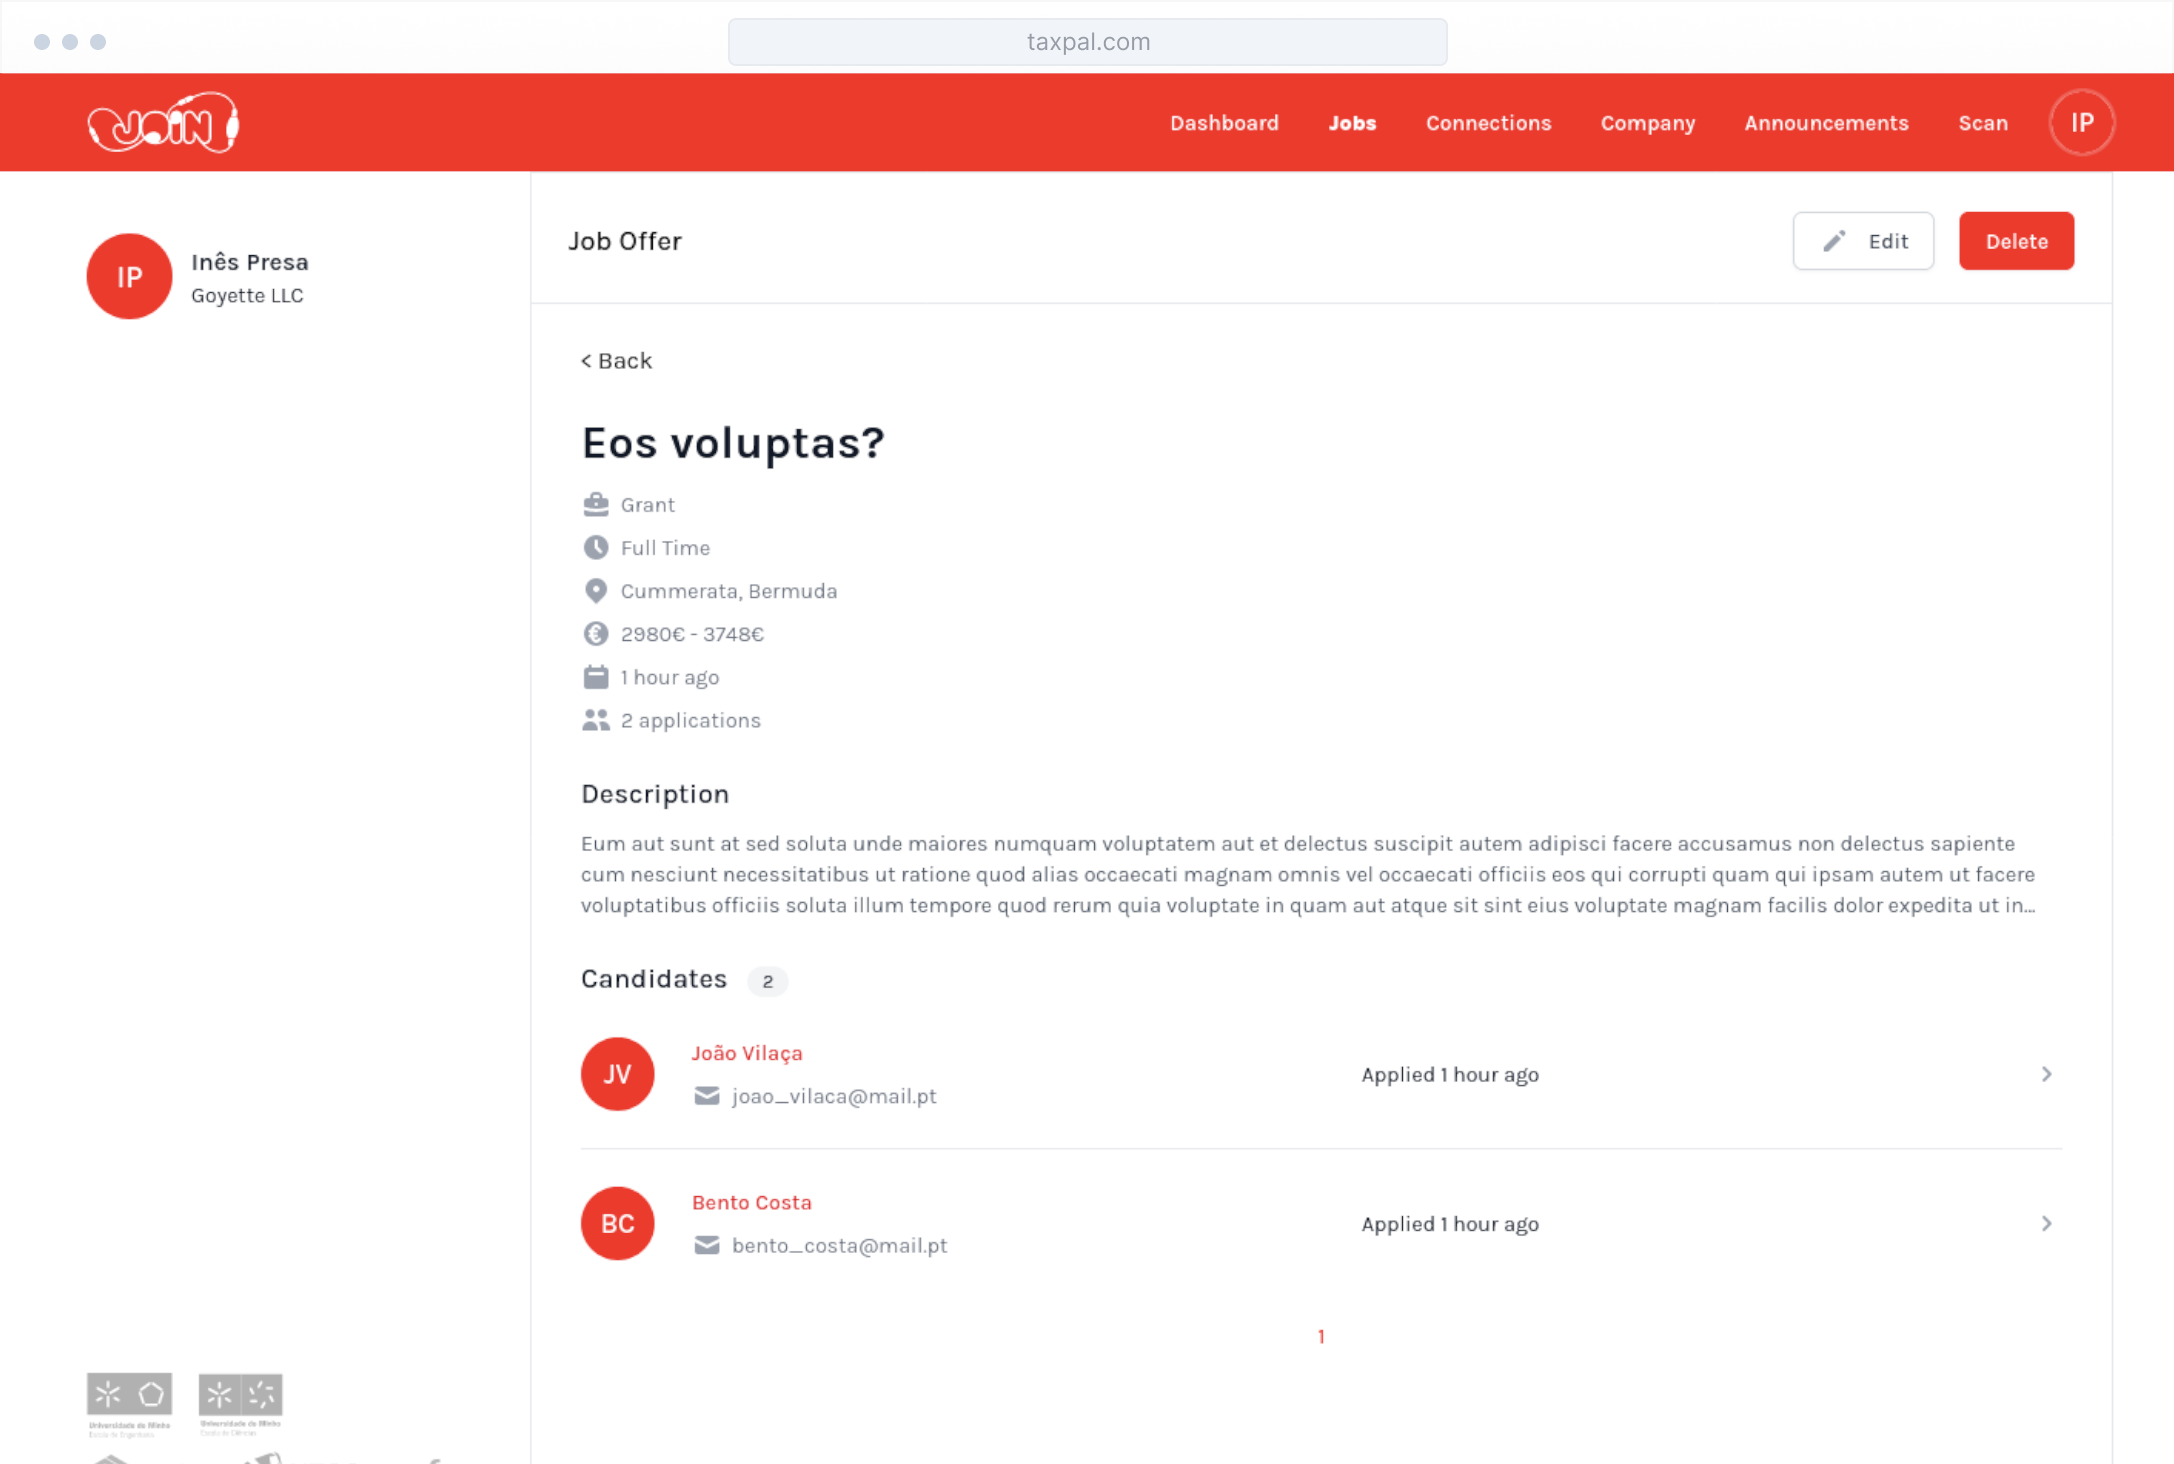 taxpal.com
JOIN
Dashboard
Jobs
Connections
Company
Announcements
Scan
IP
IP
Inês Presa
Goyette LLC
Job Offer
Edit
Delete
< Back
Eos voluptas?
Grant
Full Time
Cummerata, Bermuda
2980€ - 3748€
1 hour ago
2 applications
Description
Eum aut sunt at sed soluta unde maiores numquam voluptatem aut et delectus suscipit autem adipisci facere accusamus non delectus sapiente
cum nesciunt necessitatibus ut ratione quod alias occaecati magnam omnis vel occaecati officiis eos qui corrupti quam qui ipsam autem ut facere
voluptatibus officiis soluta illum tempore quod rerum quia voluptate in quam aut atque sit sint eius voluptate magnam facilis dolor expedita ut in...
Candidates 2
JV
João Vilaça
joao_vilaca@mail.pt
Applied 1 hour ago
BC
Bento Costa
bento_costa@mail.pt
Applied 1 hour ago
1
Universidade do Minho
Escola de Engenharia
Universidade do Minho
Escola de Ciências